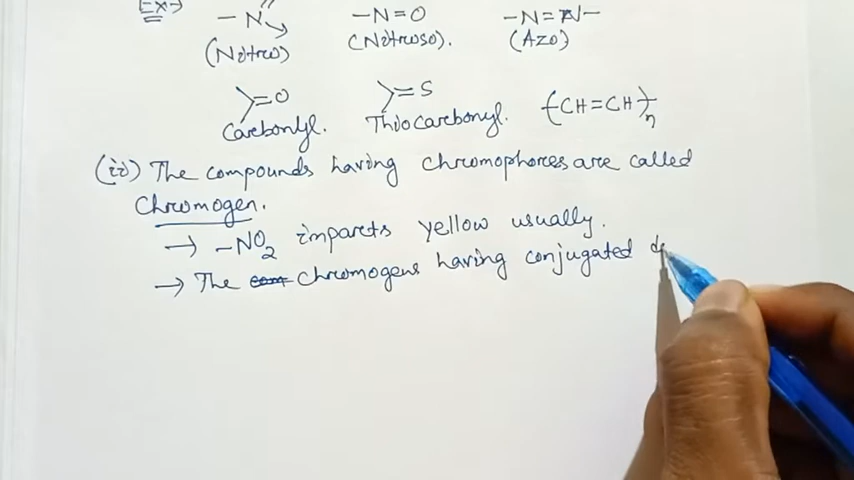 Ex→ -N -N=O -N=N-
(Nitro) (Nitroso). (Azo)
=O =S (CH=CH)n
Carbonyl. Thiocarbonyl.
(ii) The compounds having chromophores are called
Chromogen.
→ -NO2 imparts yellow usually.
→ The com Chromogens having conjugated d